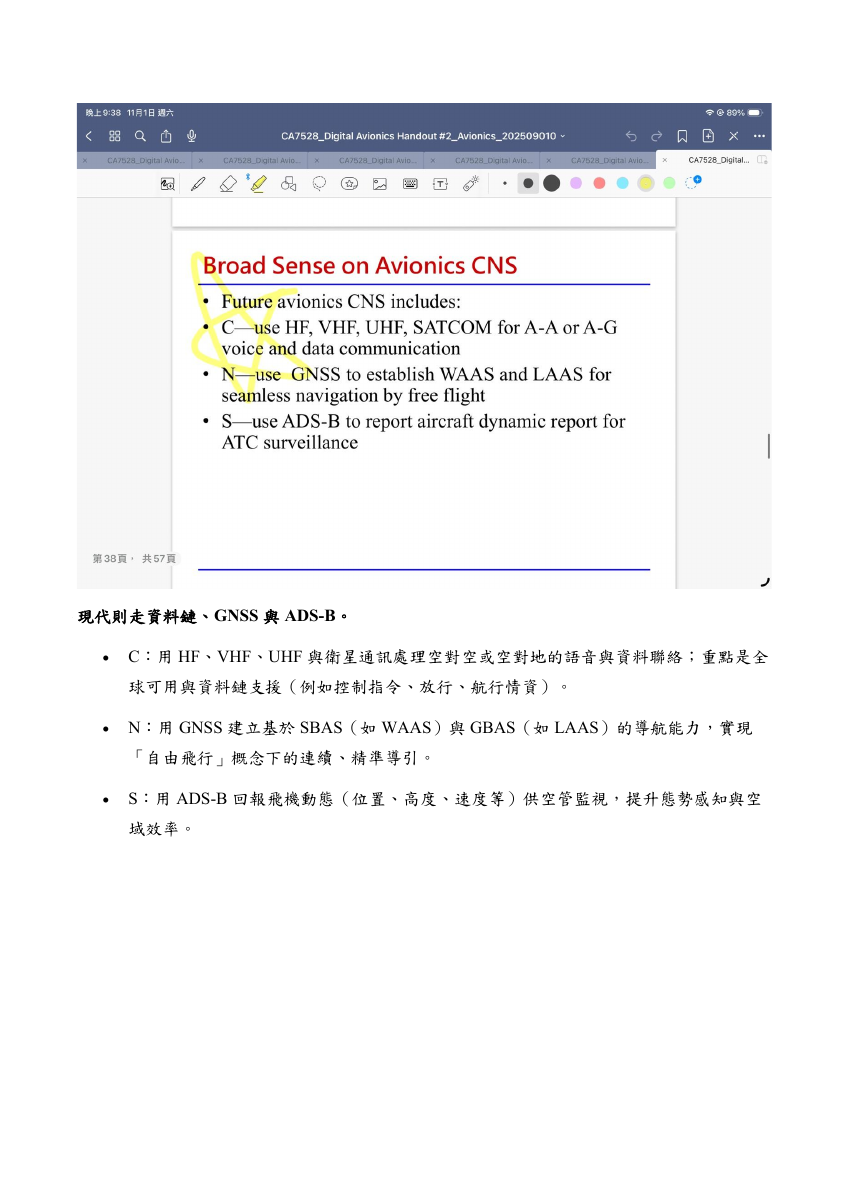 晚上9:38 11月1日 週六
89%
CA7528_Digital Avionics Handout #2_Avionics_202509010
CA7528_Digital Avio... CA7528_Digital Avio... CA7528_Digital Avio... CA7528_Digital Avio... CA7528_Digital Avio... CA7528_Digital...
Broad Sense on Avionics CNS
• Future avionics CNS includes:
• C—use HF, VHF, UHF, SATCOM for A-A or A-G
voice and data communication
• N—use GNSS to establish WAAS and LAAS for
seamless navigation by free flight
• S—use ADS-B to report aircraft dynamic report for
ATC surveillance
第38頁， 共57頁
現代則走資料鏈、GNSS 與 ADS-B。
• C：用 HF、VHF、UHF 與衛星通訊處理空對空或空對地的語音與資料聯絡；重點是全
球可用與資料鏈支援（例如控制指令、放行、航行情資）。
• N：用 GNSS 建立基於 SBAS（如 WAAS）與 GBAS（如 LAAS）的導航能力，實現
「自由飛行」概念下的連續、精準導引。
• S：用 ADS-B 回報飛機動態（位置、高度、速度等）供空管監視，提升態勢感知與空
域效率。